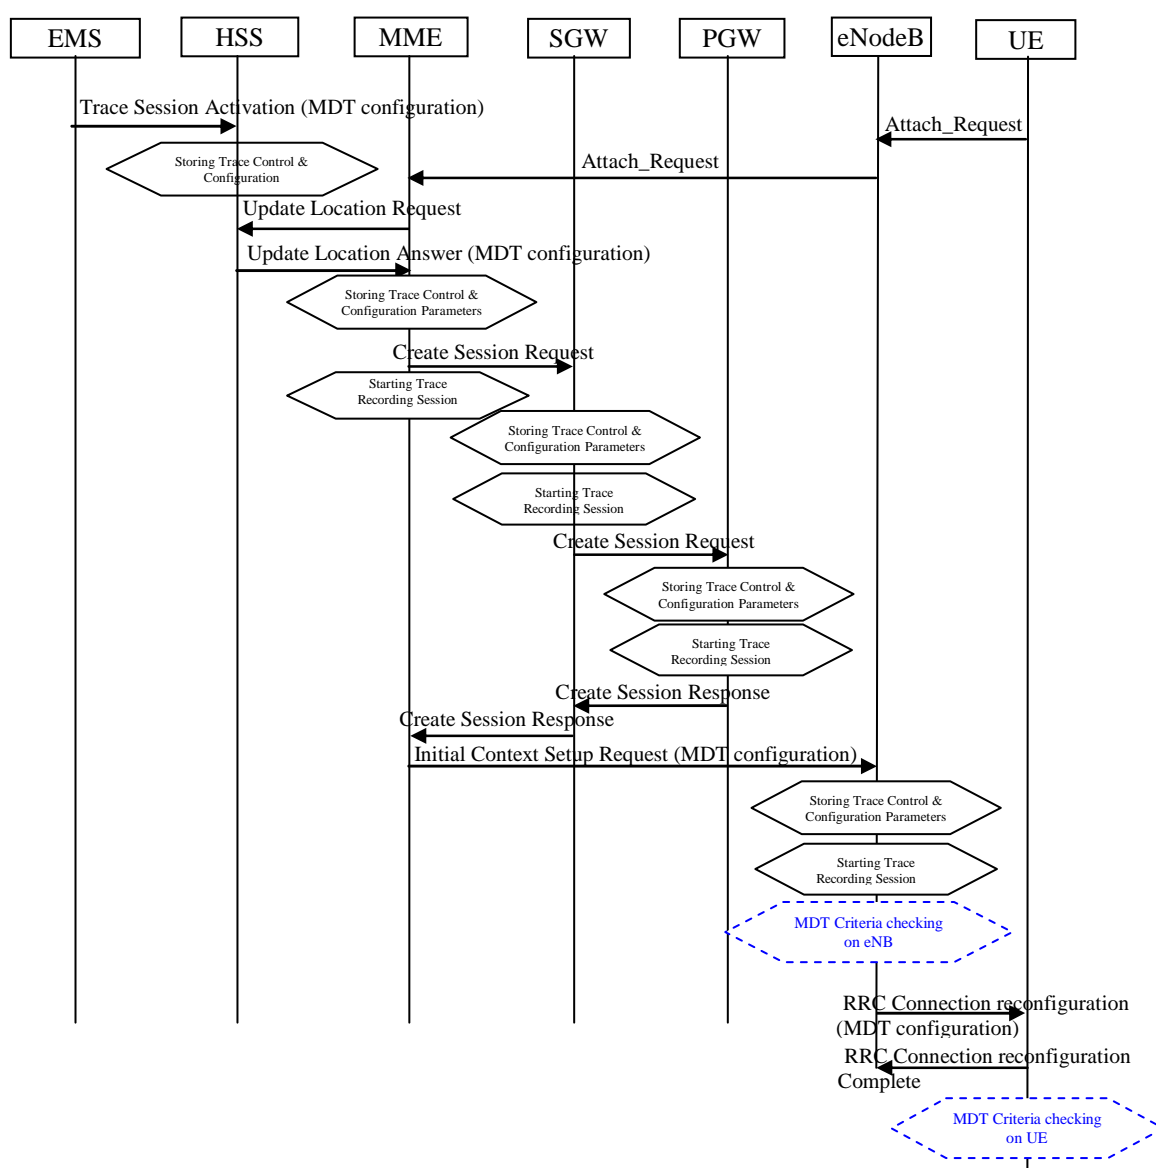 EMS
HSS
MME
SGW
PGW
eNodeB
UE
Trace Session Activation (MDT configuration)
Attach_Request
Storing Trace Control &
Configuration
Attach_Request
Update Location Request
Update Location Answer (MDT configuration)
Storing Trace Control &
Configuration Parameters
Create Session Request
Starting Trace
Recording Session
Storing Trace Control &
Configuration Parameters
Starting Trace
Recording Session
Create Session Request
Storing Trace Control &
Configuration Parameters
Starting Trace
Recording Session
Create Session Response
Create Session Response
Initial Context Setup Request (MDT configuration)
Storing Trace Control &
Configuration Parameters
Starting Trace
Recording Session
MDT Criteria checking
on eNB
RRC Connection reconfiguration
(MDT configuration)
RRC Connection reconfiguration
Complete
MDT Criteria checking
on UE